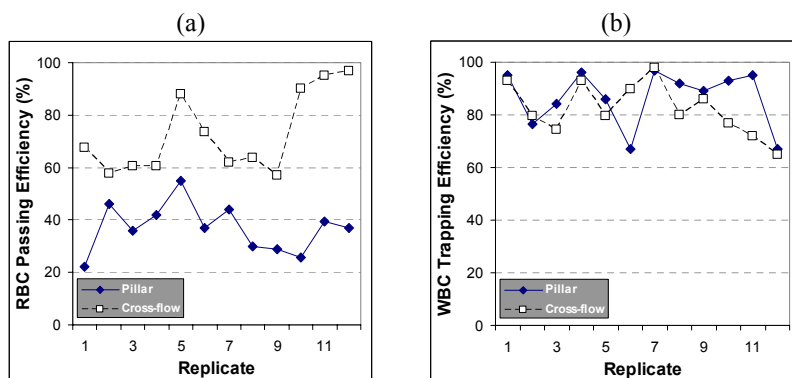 (a)
(b)
RBC Passing Efficiency (%)
100
80
60
40
20
0
Pillar
Cross-flow
1 3 5 7 9 11
Replicate
WBC Trapping Efficiency (%)
100
80
60
40
20
0
Pillar
Cross-flow
1 3 5 7 9 11
Replicate